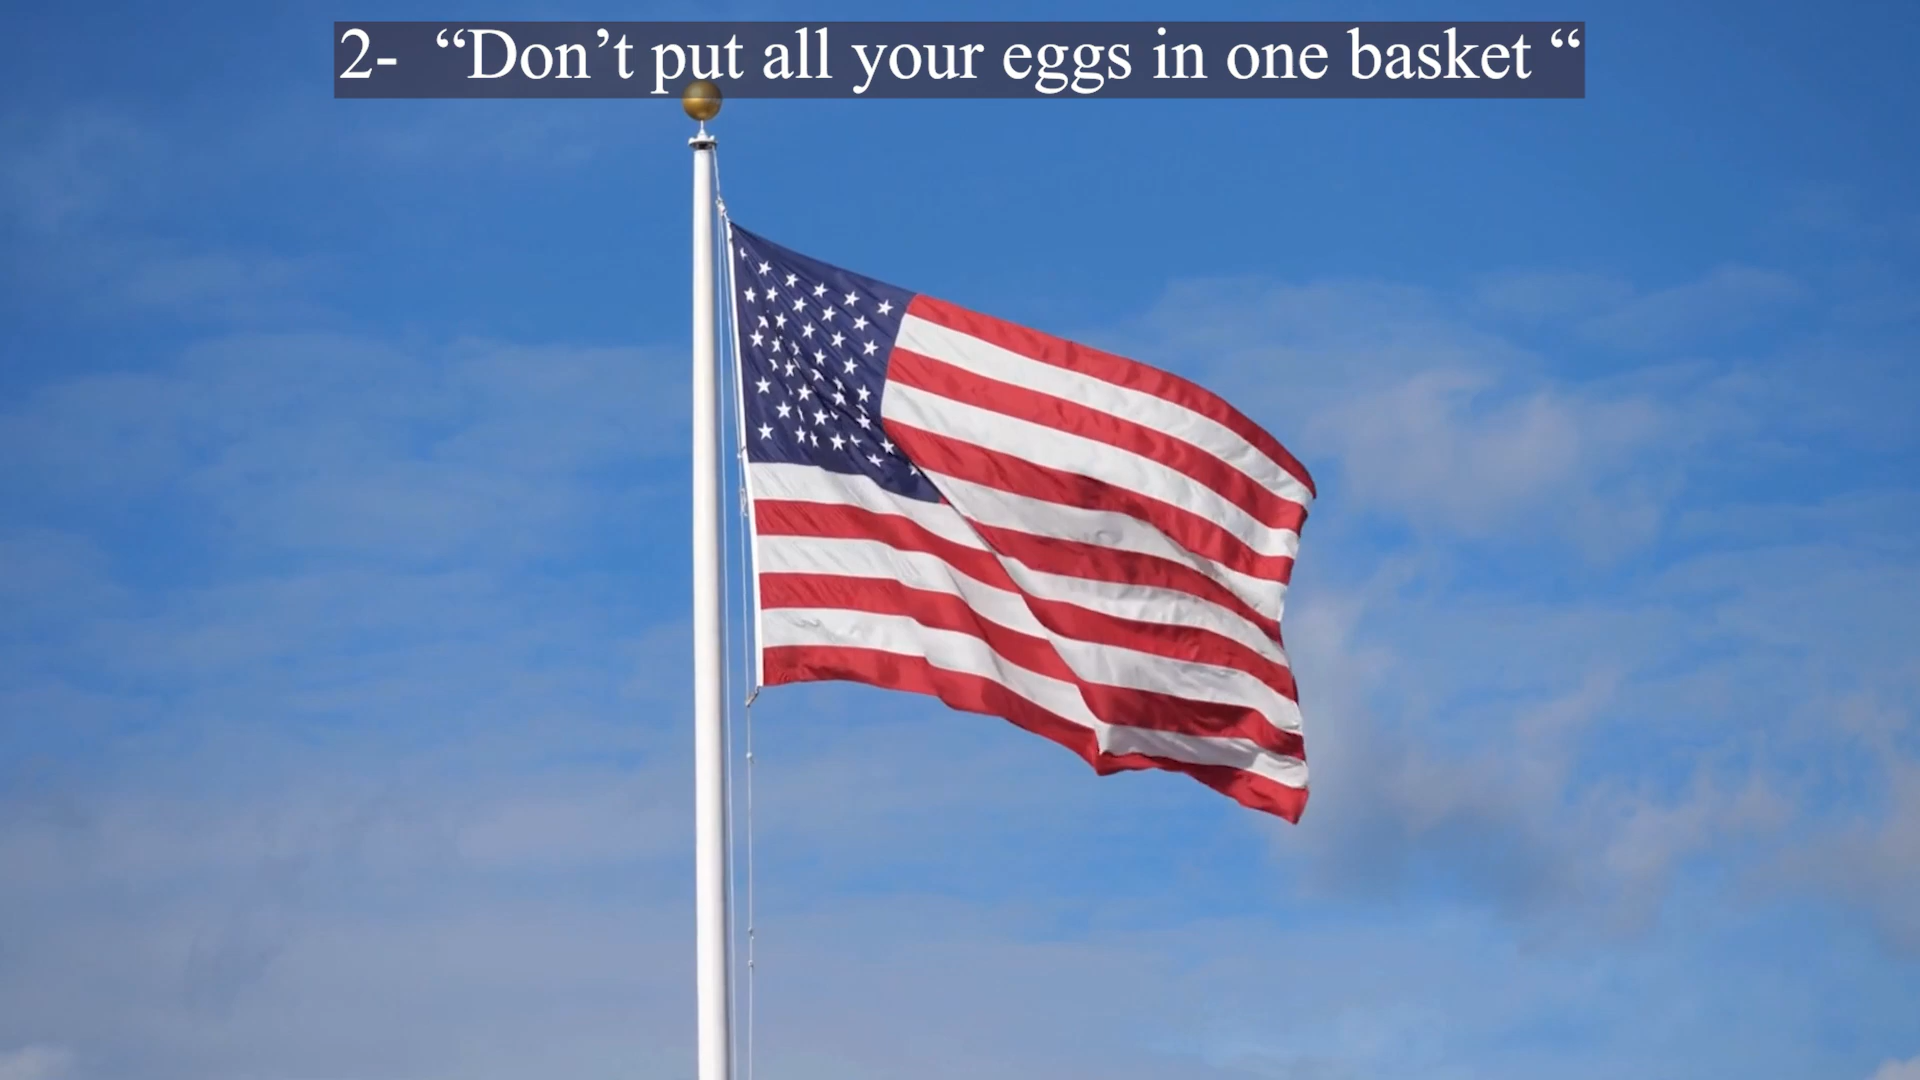 2- “Don’t put all your eggs in one basket “